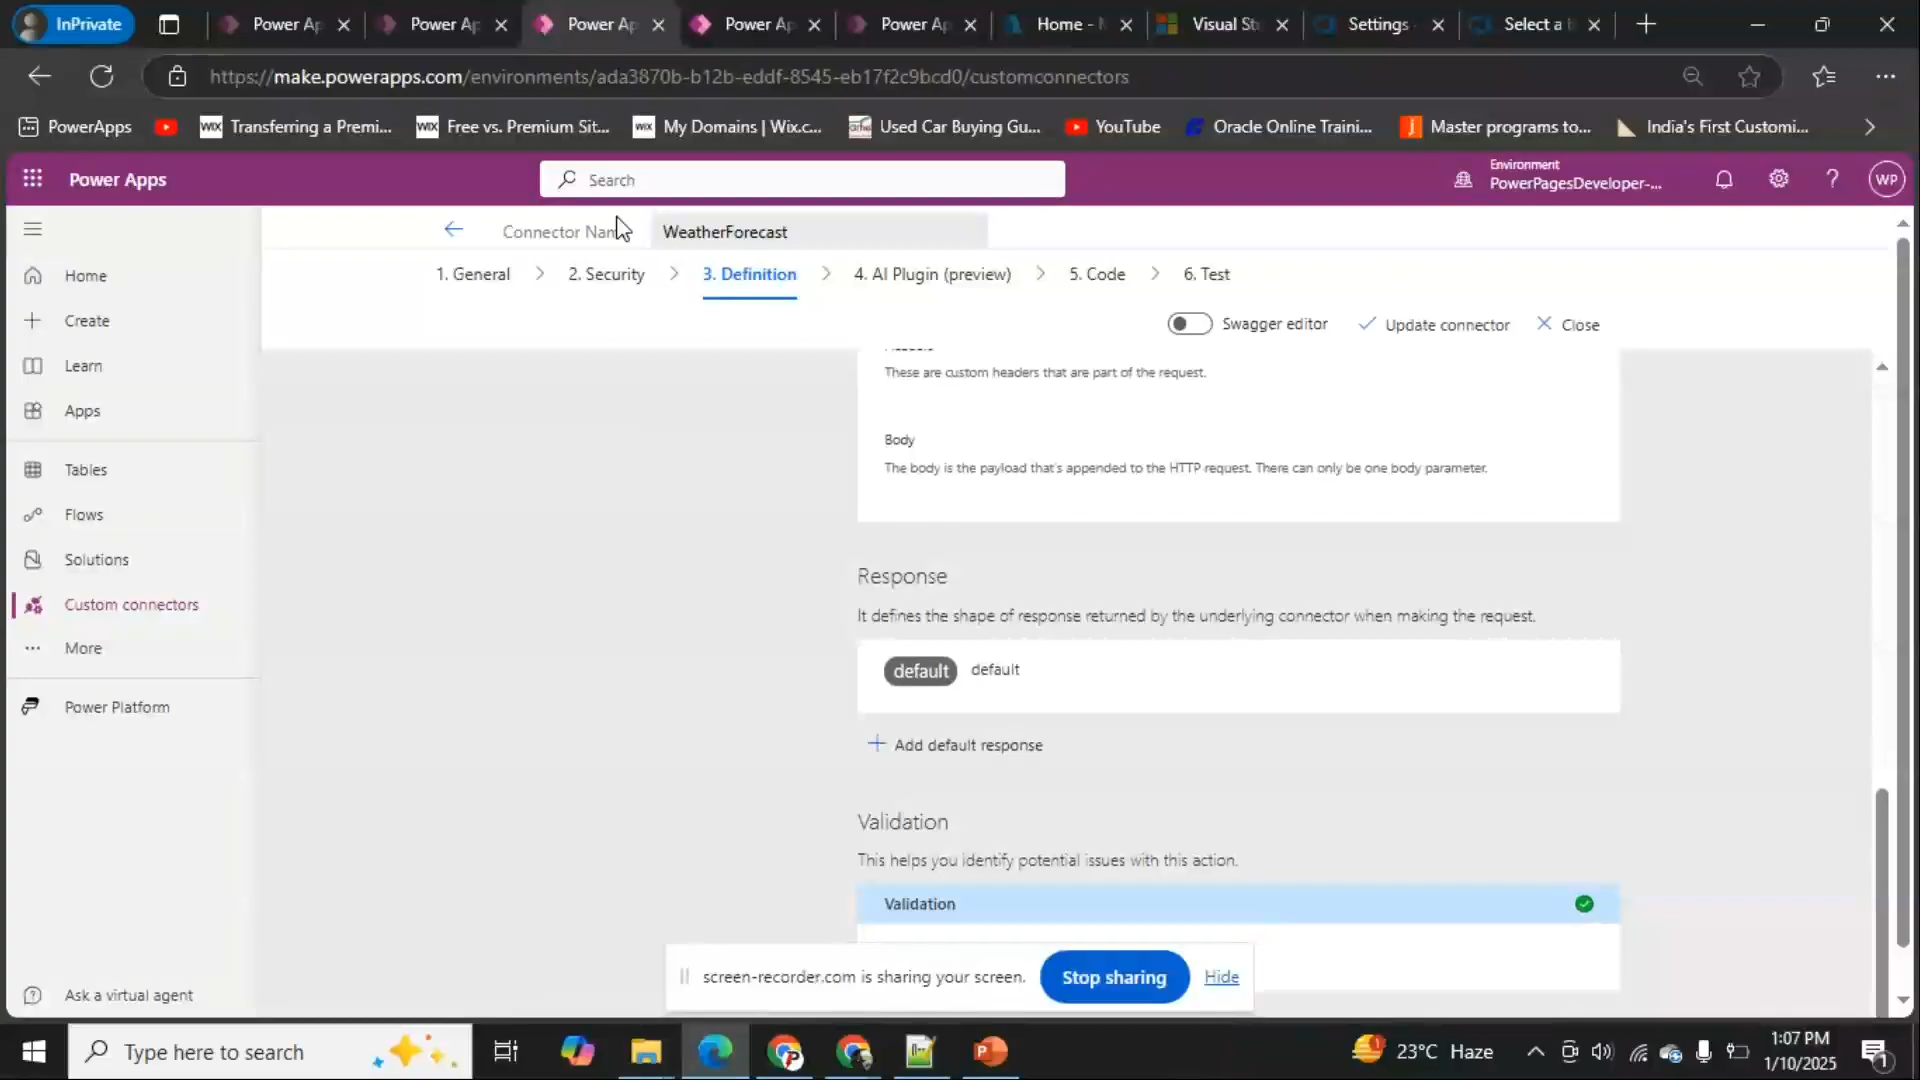 InPrivate
Power Ap
Power Ap
Power Ap
Power Ap
Power Ap
Home - N
Visual Stu
Settings -
Select a b
https://make.powerapps.com/environments/ada3870b-b12b-eddf-8545-eb17f2c9bcd0/customconnectors
PowerApps
WIX Transferring a Premi...
WIX Free vs. Premium Sit...
WIX My Domains | Wix.c...
Used Car Buying Gu...
YouTube
Oracle Online Traini...
Master programs to...
India's First Customi...
Power Apps
Search
Environment
PowerPagesDeveloper-...
WP
Connector Nam
WeatherForecast
1. General
2. Security
3. Definition
4. AI Plugin (preview)
5. Code
6. Test
Swagger editor
Update connector
Close
Home
Create
Learn
Apps
Tables
Flows
Solutions
Custom connectors
More
Power Platform
Ask a virtual agent
These are custom headers that are part of the request.
Body
The body is the payload that's appended to the HTTP request. There can only be one body parameter.
Response
It defines the shape of response returned by the underlying connector when making the request.
default default
Add default response
Validation
This helps you identify potential issues with this action.
Validation
screen-recorder.com is sharing your screen.
Stop sharing
Hide
Type here to search
23°C Haze
1:07 PM
1/10/2025
1